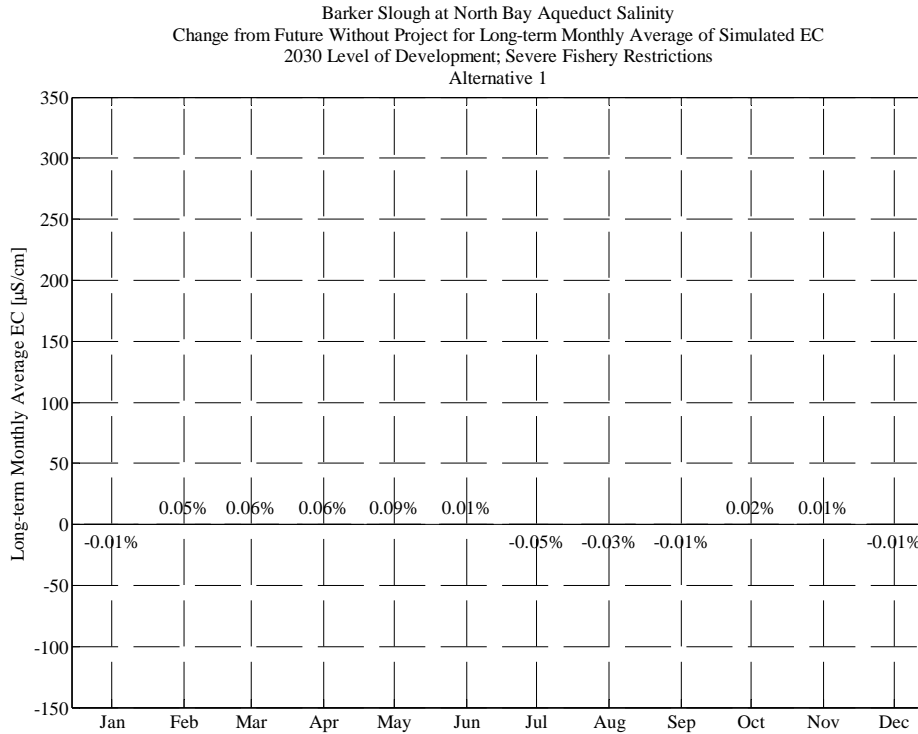 Barker Slough at North Bay Aqueduct Salinity
Change from Future Without Project for Long-term Monthly Average of Simulated EC
2030 Level of Development; Severe Fishery Restrictions
Alternative 1
350
300
250
200
150
100
50
0
-50
-100
-150
Long-term Monthly Average EC [µS/cm]
0.05% 0.06% 0.06% 0.09% 0.01% 0.02% 0.01%
-0.01% -0.05% -0.03% -0.01% -0.01%
Jan Feb Mar Apr May Jun Jul Aug Sep Oct Nov Dec